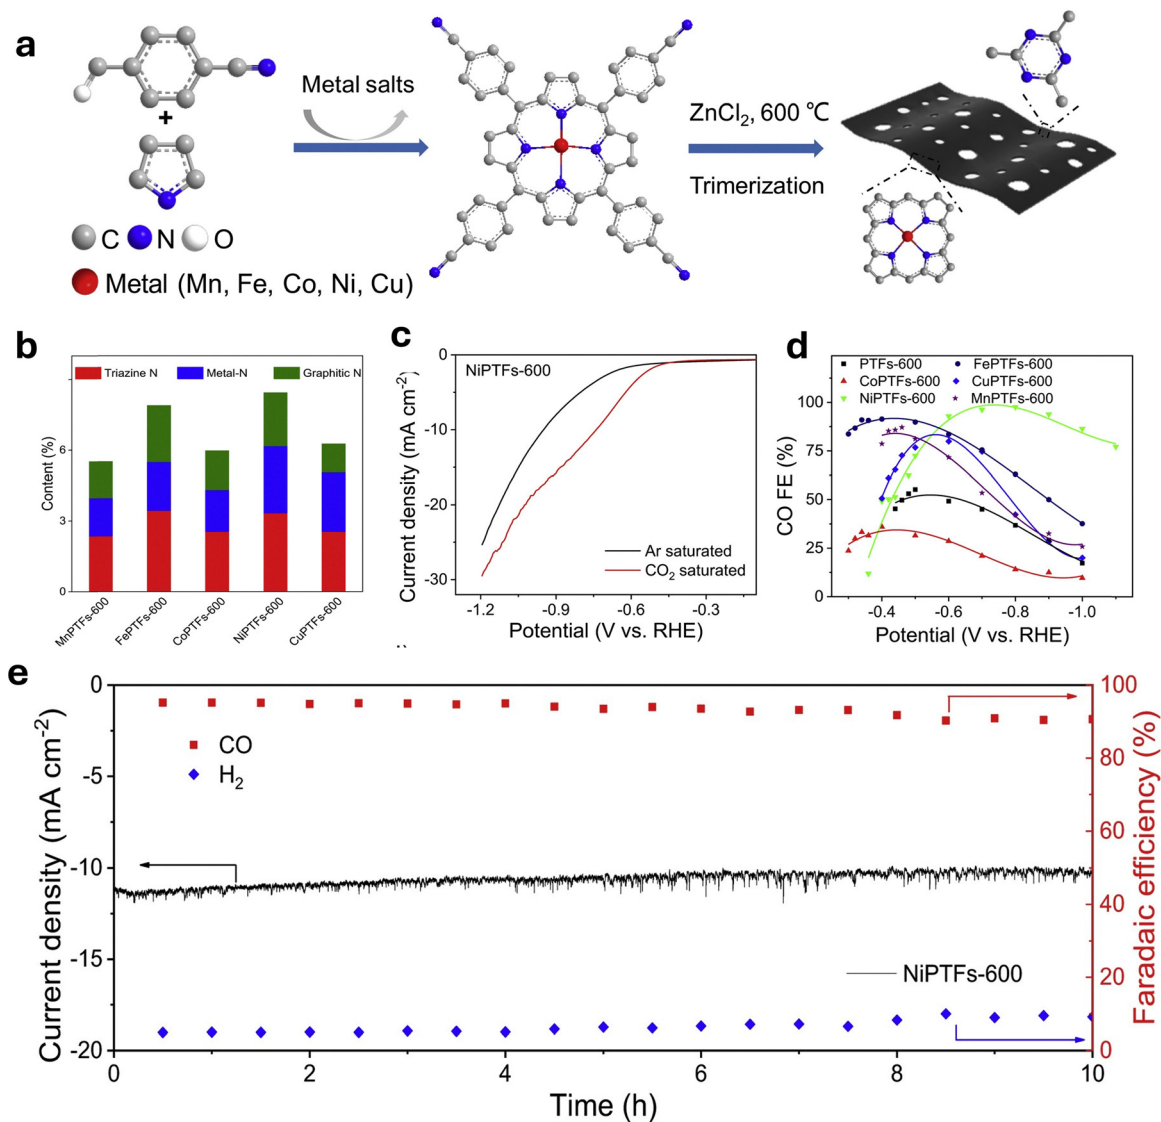 a
Metal salts
+
ZnCl2, 600 ℃
Trimerization
C N O
Metal (Mn, Fe, Co, Ni, Cu)
b
Triazine N Metal-N Graphitic N
Content (%)
6
3
0
MnPTFs-600 FePTFs-600 CoPTFs-600 NiPTFs-600 CuPTFs-600
c
NiPTFs-600
Current density (mA cm-2)
0
-10
-20
-30
Ar saturated
CO2 saturated
-1.2 -0.9 -0.6 -0.3
Potential (V vs. RHE)
d
PTFs-600 FePTFs-600
CoPTFs-600 CuPTFs-600
NiPTFs-600 MnPTFs-600
CO FE (%)
100
75
50
25
0
-0.4 -0.6 -0.8 -1.0
Potential (V vs. RHE)
e
Current density (mA cm-2)
0
-5
-10
-15
-20
CO
H2
NiPTFs-600
100
80
60
40
20
0
Faradaic efficiency (%)
0 2 4 6 8 10
Time (h)